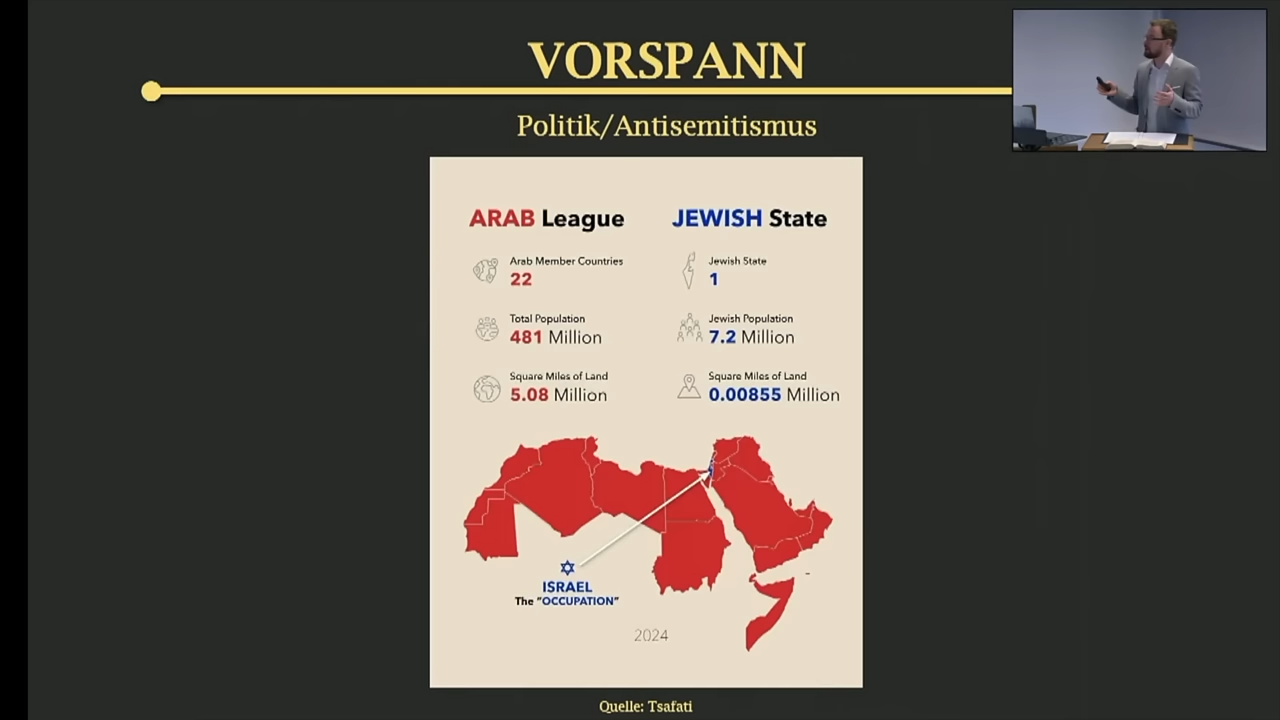 VORSPANN
Politik/Antisemitismus
ARAB League
Arab Member Countries
22
Total Population
481 Million
Square Miles of Land
5.08 Million
JEWISH State
Jewish State
1
Jewish Population
7.2 Million
Square Miles of Land
0.00855 Million
ISRAEL
The "OCCUPATION"
2024
Quelle: Tsafati